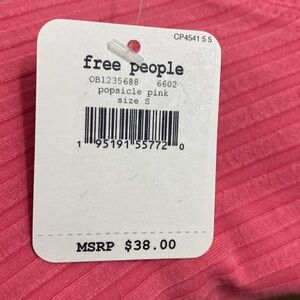 CP4541 5 5
free people
OB1235688 6602
popsicle pink
size S
1 95191 55772 0
MSRP $38.00